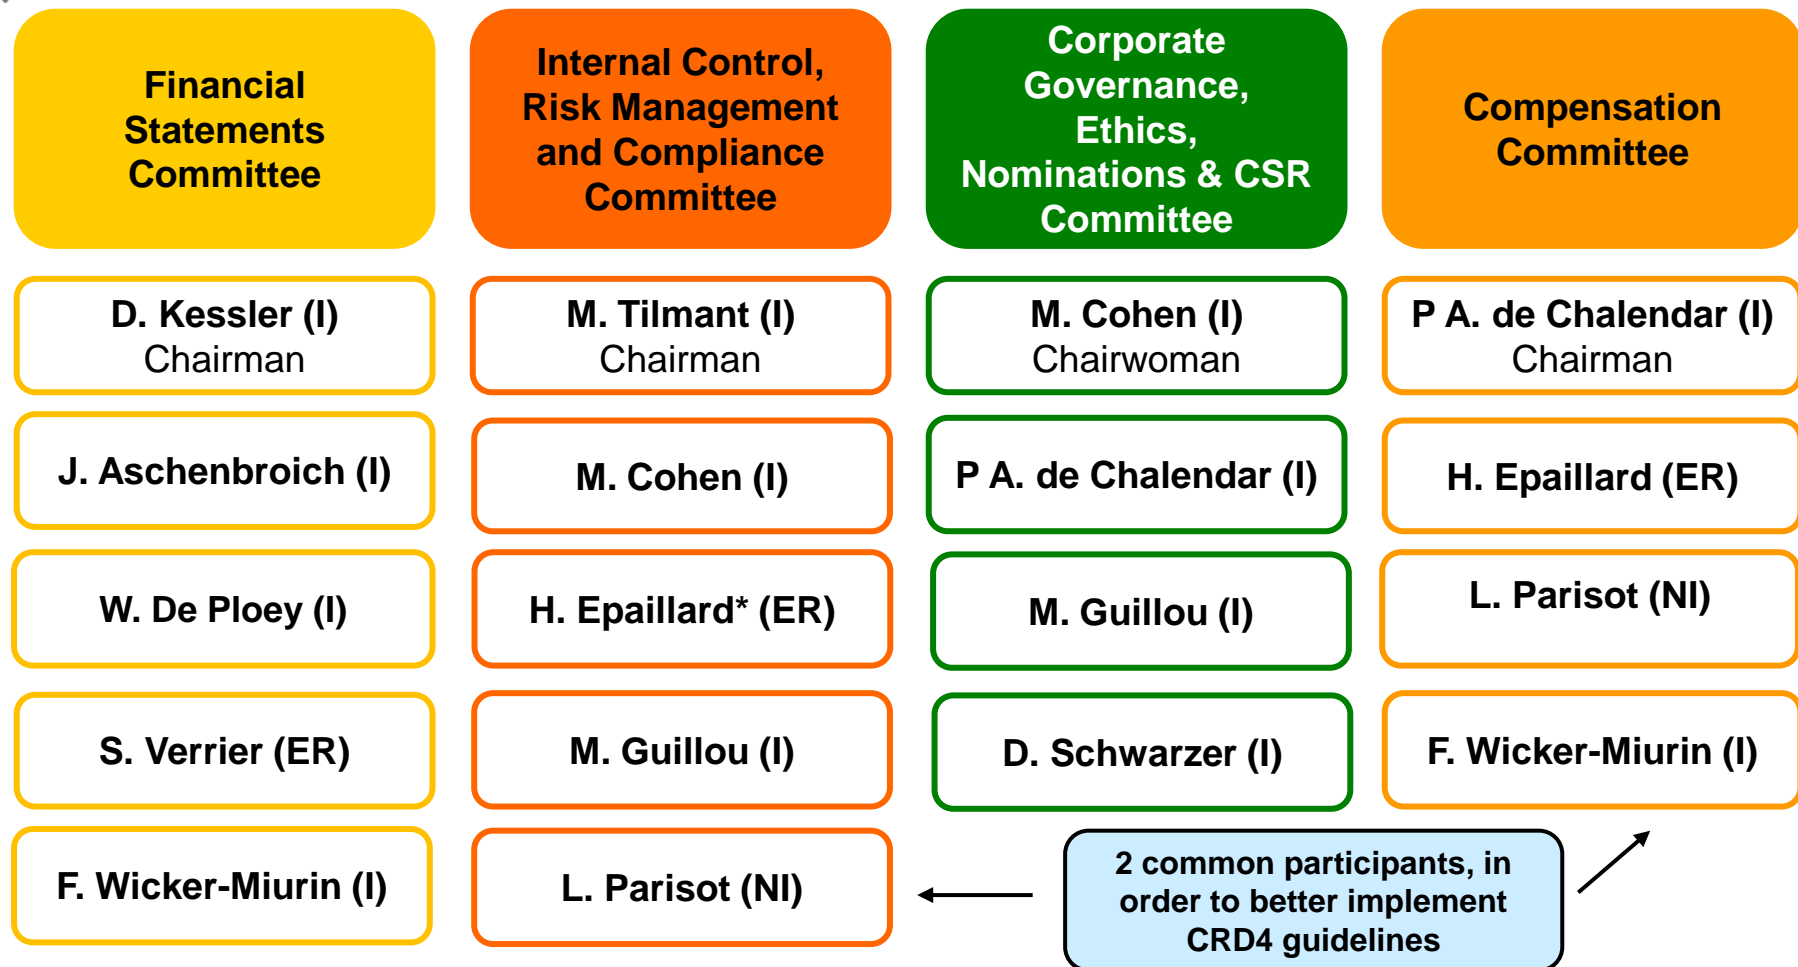 Financial
Statements
Committee
Internal Control,
Risk Management
and Compliance
Committee
Corporate
Governance,
Ethics,
Nominations & CSR
Committee
Compensation
Committee
D. Kessler (I)
Chairman
M. Tilmant (I)
Chairman
M. Cohen (I)
Chairwoman
P A. de Chalendar (I)
Chairman
J. Aschenbroich (I)
M. Cohen (I)
P A. de Chalendar (I)
H. Epaillard (ER)
W. De Ploey (I)
H. Epaillard* (ER)
M. Guillou (I)
L. Parisot (NI)
S. Verrier (ER)
M. Guillou (I)
D. Schwarzer (I)
F. Wicker-Miurin (I)
F. Wicker-Miurin (I)
L. Parisot (NI)
2 common participants, in
order to better implement
CRD4 guidelines